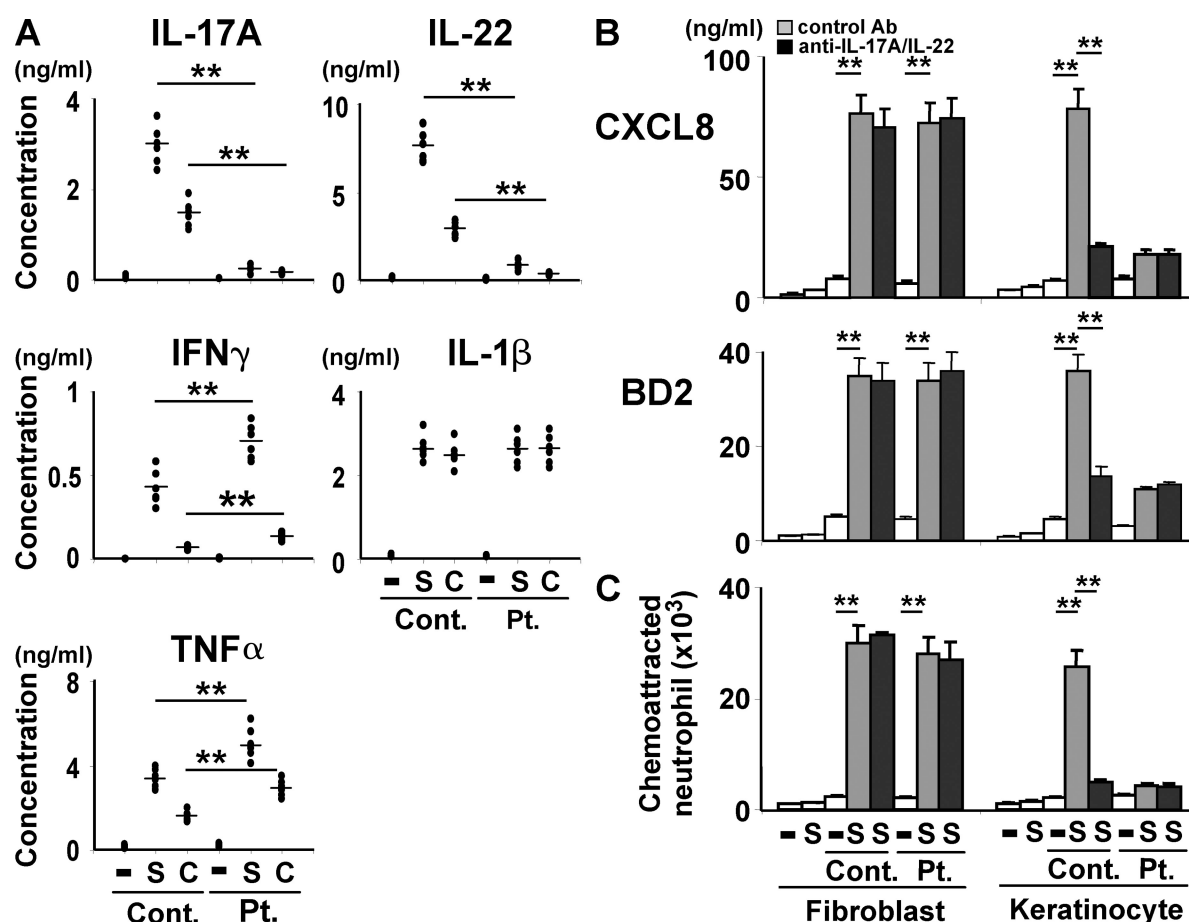 A
IL-17A
IL-22
(ng/ml)
(ng/ml)
Concentration
4
2
0
**
**
10
5
0
**
**
IFNγ
IL-1β
(ng/ml)
(ng/ml)
Concentration
1
0.5
0
**
**
4
2
0
- S C - S C
Cont. Pt.
TNFα
(ng/ml)
Concentration
8
4
0
**
**
- S C - S C
Cont. Pt.
B
(ng/ml)
control Ab
anti-IL-17A/IL-22
CXCL8
100
50
0
** ** ** **
BD2
40
20
0
** ** ** **
C
Chemoattracted
neutrophil (x10³)
40
20
0
** ** ** **
- S - S S - S S - S - S S - S S
Cont. Pt. Cont. Pt.
Fibroblast Keratinocyte